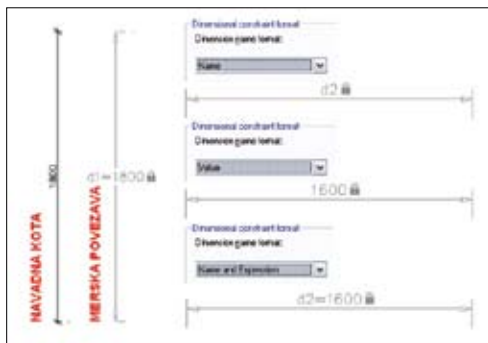 NAVADNA KOTA
1800
MERSKA POVEZAVA
d1=1800
Dimensional constraint format
Dimension name format:
Name
d2
Dimensional constraint format
Dimension name format:
Value
1600
Dimensional constraint format
Dimension name format:
Name and Expression
d2=1600